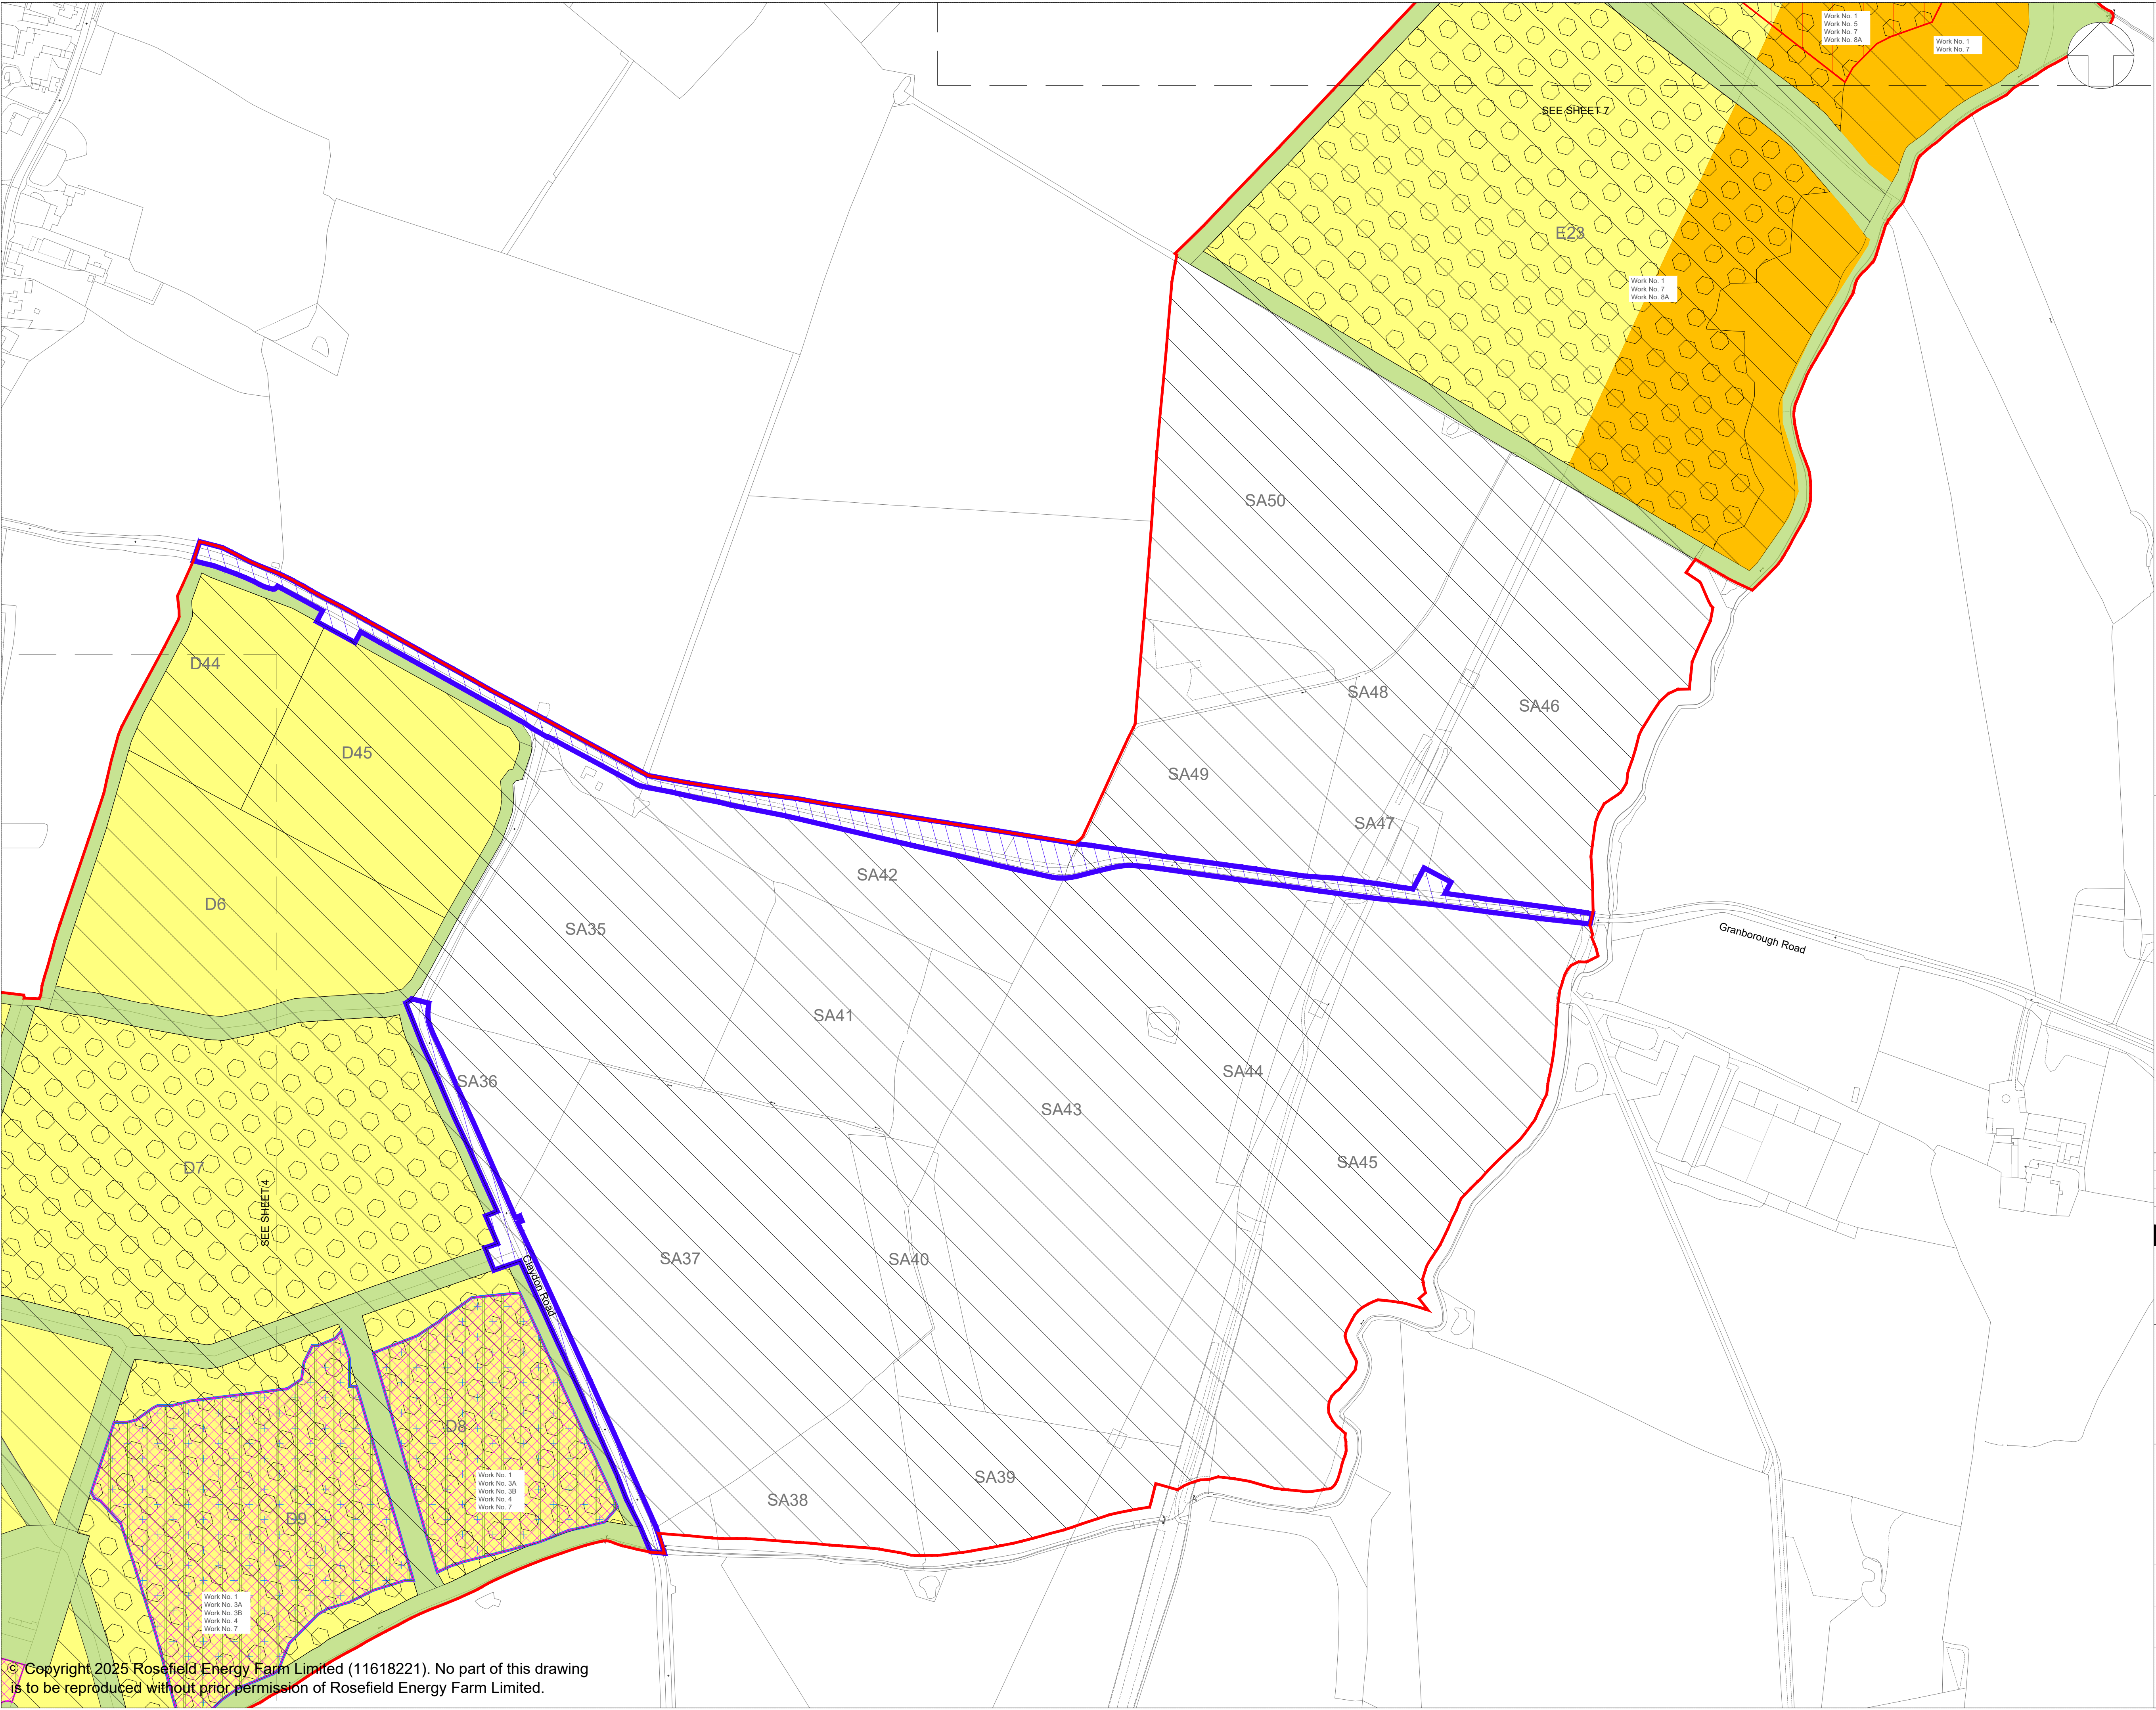 Work No. 1
Work No. 5
Work No. 7
Work No. 8A
Work No. 1
Work No. 7
SEE SHEET 7
E23
Work No. 1
Work No. 7
Work No. 8A
SA50
D44
SA48
SA46
D45
SA49
SA47
SA42
D6
SA35
Granborough Road
SA41
SA44
SA36
SA43
SA45
D7
SEE SHEET 4
SA37
SA40
Claydon Road
D8
SA39
Work No. 1
Work No. 3A
Work No. 3B
Work No. 4
Work No. 7
SA38
D9
Work No. 1
Work No. 3A
Work No. 3B
Work No. 4
Work No. 7
© Copyright 2025 Rosefield Energy Farm Limited (11618221). No part of this drawing
is to be reproduced without prior permission of Rosefield Energy Farm Limited.